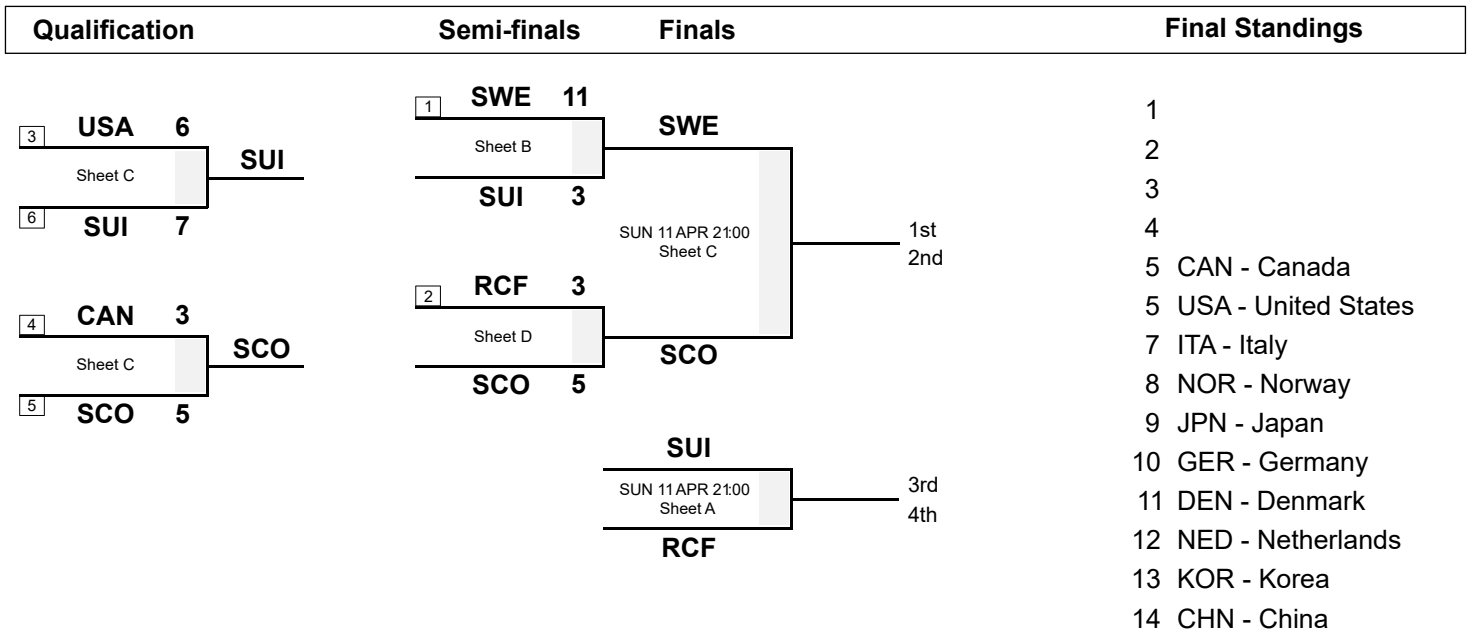 Qualification Semi-finals Finals Final Standings
3 USA 6
Sheet C
SUI
6 SUI 7
4 CAN 3
Sheet C
SCO
5 SCO 5
1 SWE 11
Sheet B
SUI 3
2 RCF 3
Sheet D
SCO 5
SWE
SUN 11 APR 21:00
Sheet C
SCO
1st
2nd
SUI
SUN 11 APR 21:00
Sheet A
RCF
3rd
4th
1
2
3
4
5 CAN - Canada
5 USA - United States
7 ITA - Italy
8 NOR - Norway
9 JPN - Japan
10 GER - Germany
11 DEN - Denmark
12 NED - Netherlands
13 KOR - Korea
14 CHN - China